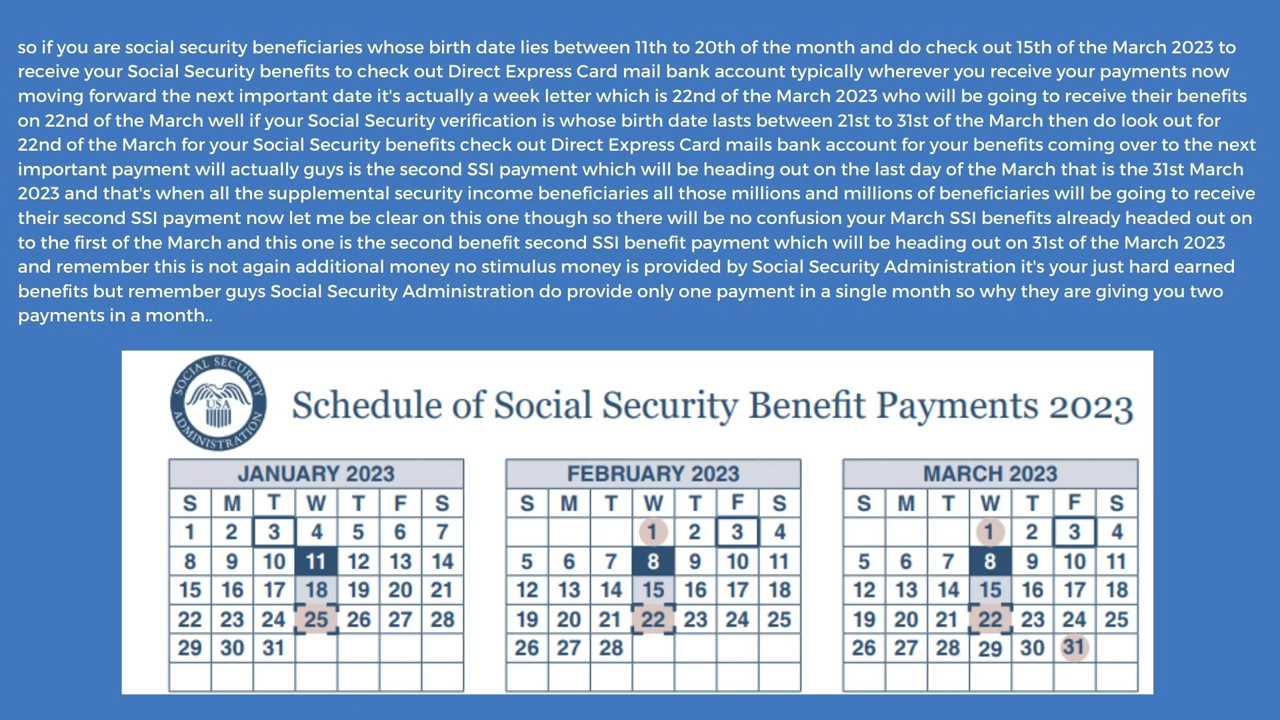 so if you are social security beneficiaries whose birth date lies between 11th to 20th of the month and do check out 15th of the March 2023 to
receive your Social Security benefits to check out Direct Express Card mail bank account typically wherever you receive your payments now
moving forward the next important date it's actually a week letter which is 22nd of the March 2023 who will be going to receive their benefits
on 22nd of the March well if your Social Security verification is whose birth date lasts between 21st to 31st of the March then do look out for
22nd of the March for your Social Security benefits check out Direct Express Card mails bank account for your benefits coming over to the next
important payment will actually guys is the second SSI payment which will be heading out on the last day of the March that is the 31st March
2023 and that's when all the supplemental security income beneficiaries all those millions and millions of beneficiaries will be going to receive
their second SSI payment now let me be clear on this one though so there will be no confusion your March SSI benefits already headed out on
to the first of the March and this one is the second benefit second SSI benefit payment which will be heading out on 31st of the March 2023
and remember this is not again additional money no stimulus money is provided by Social Security Administration it's your just hard earned
benefits but remember guys Social Security Administration do provide only one payment in a single month so why they are giving you two
payments in a month..
SOCIAL SECURITY
USA
ADMINISTRATION
Schedule of Social Security Benefit Payments 2023
JANUARY 2023
S M T W T F S
1 2 3 4 5 6 7
8 9 10 11 12 13 14
15 16 17 18 19 20 21
22 23 24 25 26 27 28
29 30 31
FEBRUARY 2023
S M T W T F S
1 2 3 4
5 6 7 8 9 10 11
12 13 14 15 16 17 18
19 20 21 22 23 24 25
26 27 28
MARCH 2023
S M T W T F S
1 2 3 4
5 6 7 8 9 10 11
12 13 14 15 16 17 18
19 20 21 22 23 24 25
26 27 28 29 30 31